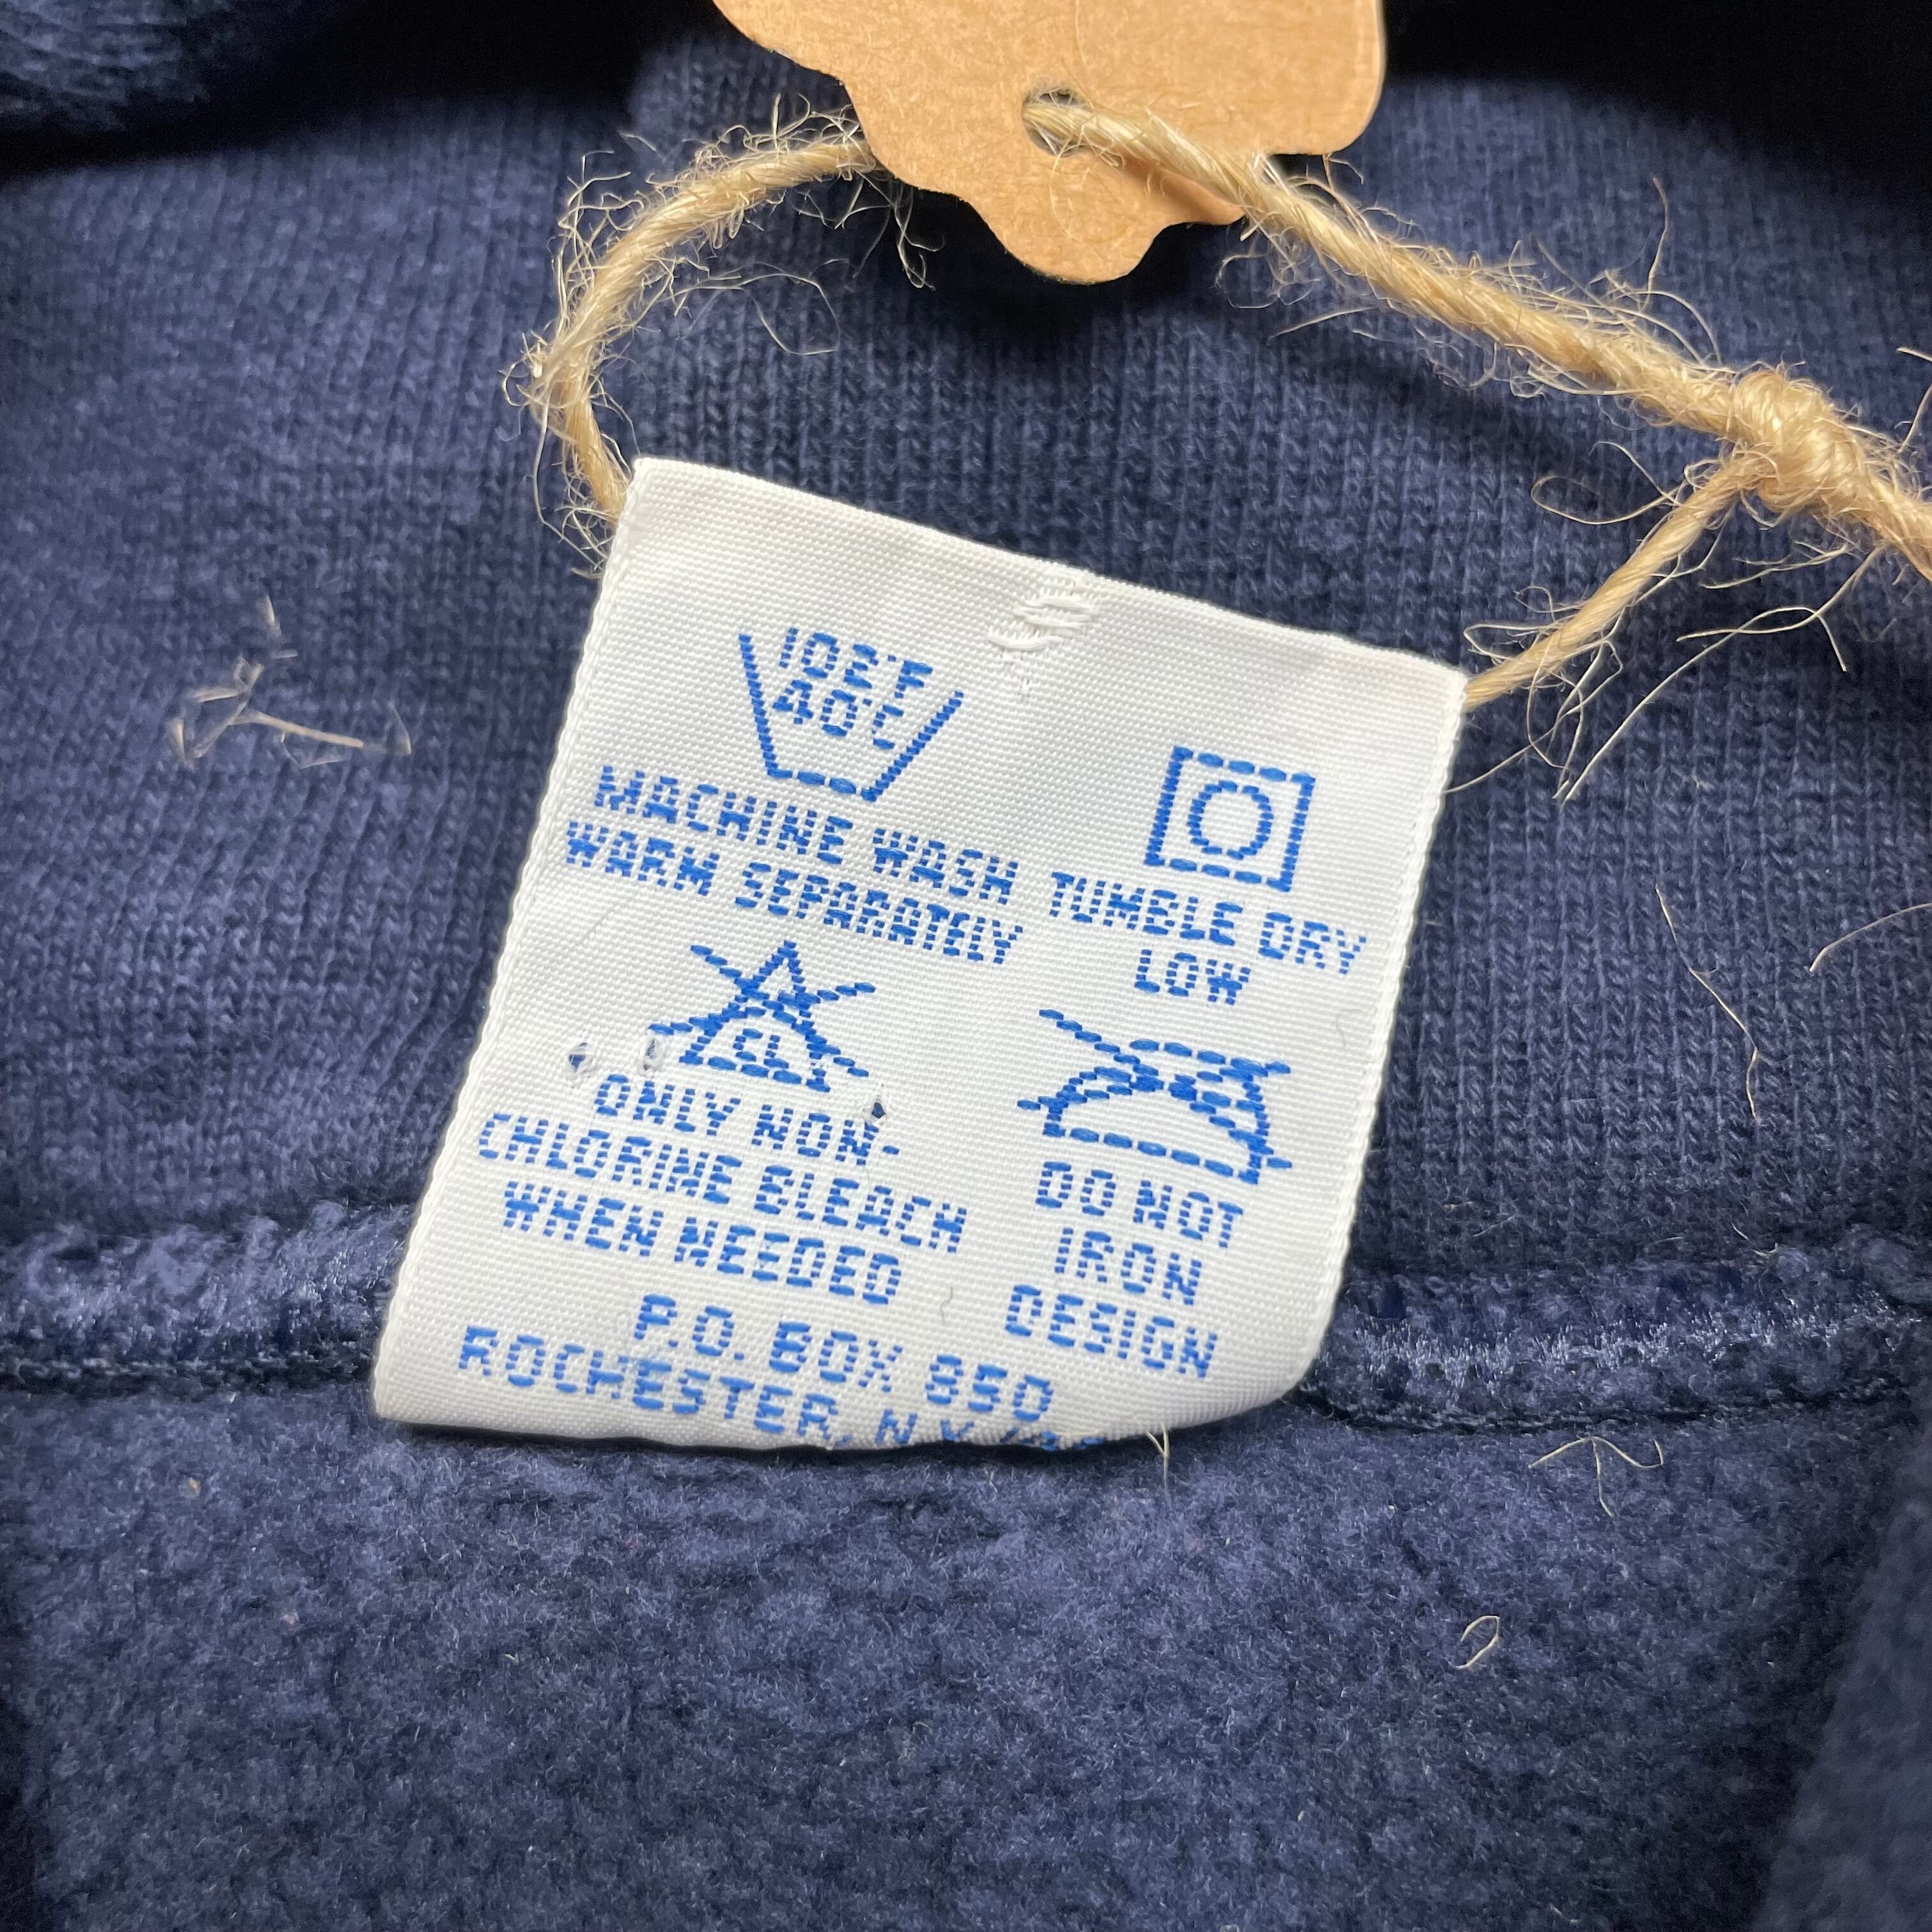 102°F
40°C
MACHINE WASH
WARM SEPARATELY
TUMBLE DRY
LOW
CL
ONLY NON-
CHLORINE BLEACH
WHEN NEEDED
DO NOT
IRON
DESIGN
P.O. BOX 850
ROCHESTER, N.Y.